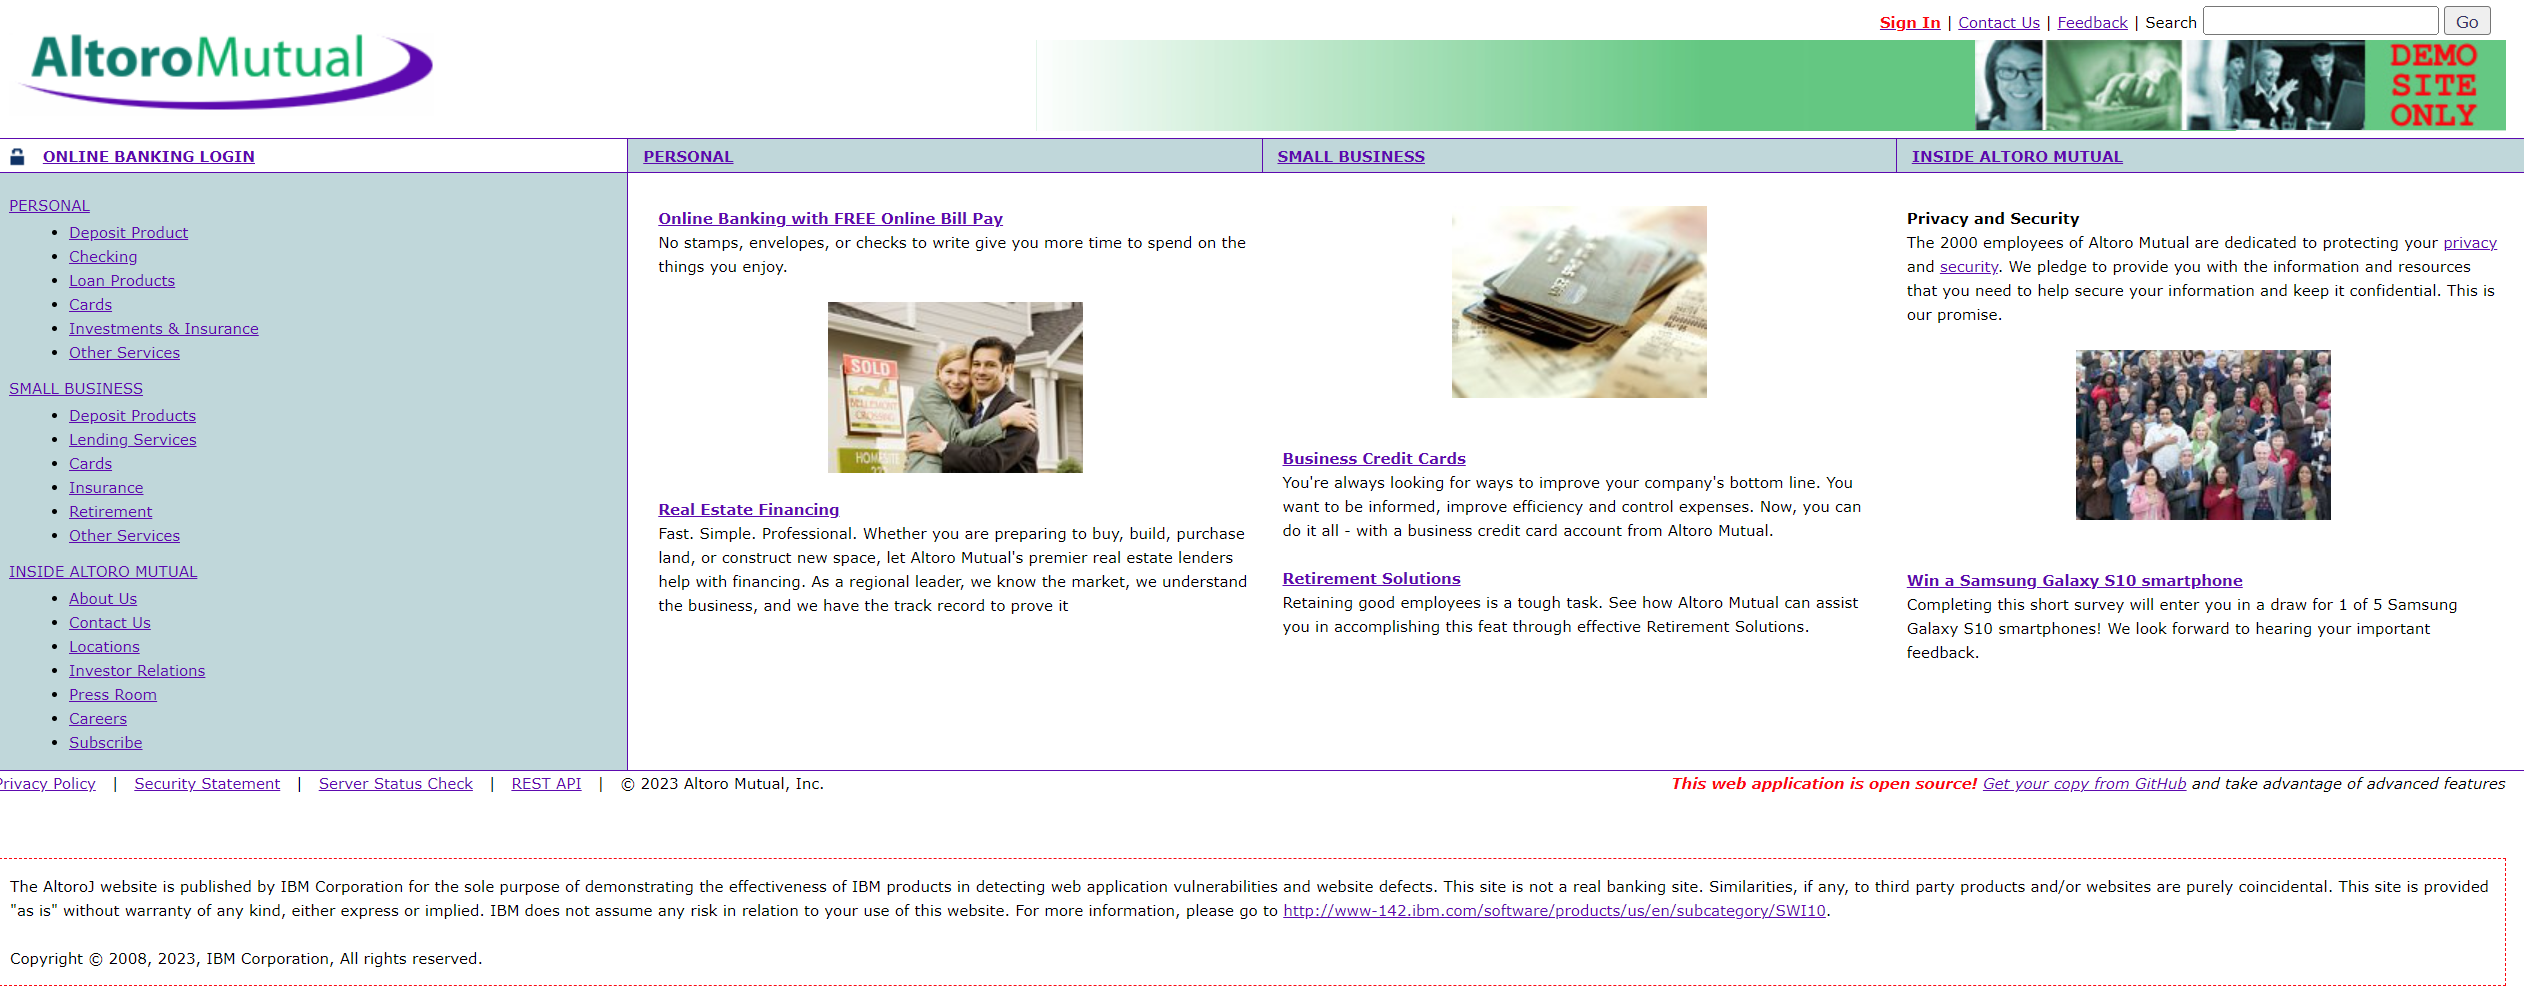 Sign In | Contact Us | Feedback | Search Go
AltoroMutual
DEMO
SITE
ONLY
ONLINE BANKING LOGIN
PERSONAL
SMALL BUSINESS
INSIDE ALTORO MUTUAL
PERSONAL
Deposit Product
Checking
Loan Products
Cards
Investments & Insurance
Other Services
SMALL BUSINESS
Deposit Products
Lending Services
Cards
Insurance
Retirement
Other Services
INSIDE ALTORO MUTUAL
About Us
Contact Us
Locations
Investor Relations
Press Room
Careers
Subscribe
Online Banking with FREE Online Bill Pay
No stamps, envelopes, or checks to write give you more time to spend on the
things you enjoy.
SOLD
BELLEMONT
CROSSING
HOMESITE
Real Estate Financing
Fast. Simple. Professional. Whether you are preparing to buy, build, purchase
land, or construct new space, let Altoro Mutual's premier real estate lenders
help with financing. As a regional leader, we know the market, we understand
the business, and we have the track record to prove it
Business Credit Cards
You're always looking for ways to improve your company's bottom line. You
want to be informed, improve efficiency and control expenses. Now, you can
do it all - with a business credit card account from Altoro Mutual.
Retirement Solutions
Retaining good employees is a tough task. See how Altoro Mutual can assist
you in accomplishing this feat through effective Retirement Solutions.
Privacy and Security
The 2000 employees of Altoro Mutual are dedicated to protecting your privacy
and security. We pledge to provide you with the information and resources
that you need to help secure your information and keep it confidential. This is
our promise.
Win a Samsung Galaxy S10 smartphone
Completing this short survey will enter you in a draw for 1 of 5 Samsung
Galaxy S10 smartphones! We look forward to hearing your important
feedback.
Privacy Policy | Security Statement | Server Status Check | REST API | © 2023 Altoro Mutual, Inc.
This web application is open source! Get your copy from GitHub and take advantage of advanced features
The AltoroJ website is published by IBM Corporation for the sole purpose of demonstrating the effectiveness of IBM products in detecting web application vulnerabilities and website defects. This site is not a real banking site. Similarities, if any, to third party products and/or websites are purely coincidental. This site is provided
"as is" without warranty of any kind, either express or implied. IBM does not assume any risk in relation to your use of this website. For more information, please go to http://www-142.ibm.com/software/products/us/en/subcategory/SWI10.
Copyright © 2008, 2023, IBM Corporation, All rights reserved.